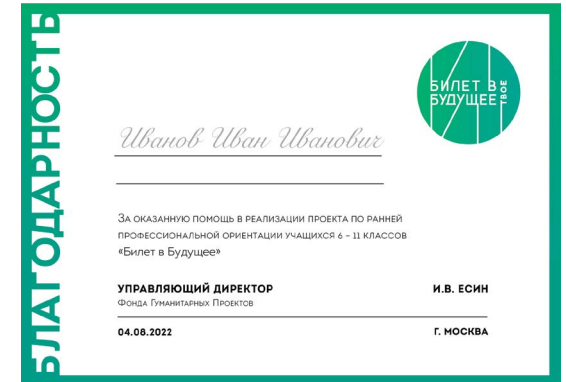 БЛАГОДАРНОСТЬ
БИЛЕТ В
БУДУЩЕЕ
ТВОЕ
Иванов Иван Иванович
За оказанную помощь в реализации проекта по ранней
профессиональной ориентации учащихся 6 – 11 классов
«Билет в Будущее»
УПРАВЛЯЮЩИЙ ДИРЕКТОР
И.В. ЕСИН
Фонда Гуманитарных Проектов
04.08.2022
Г. МОСКВА